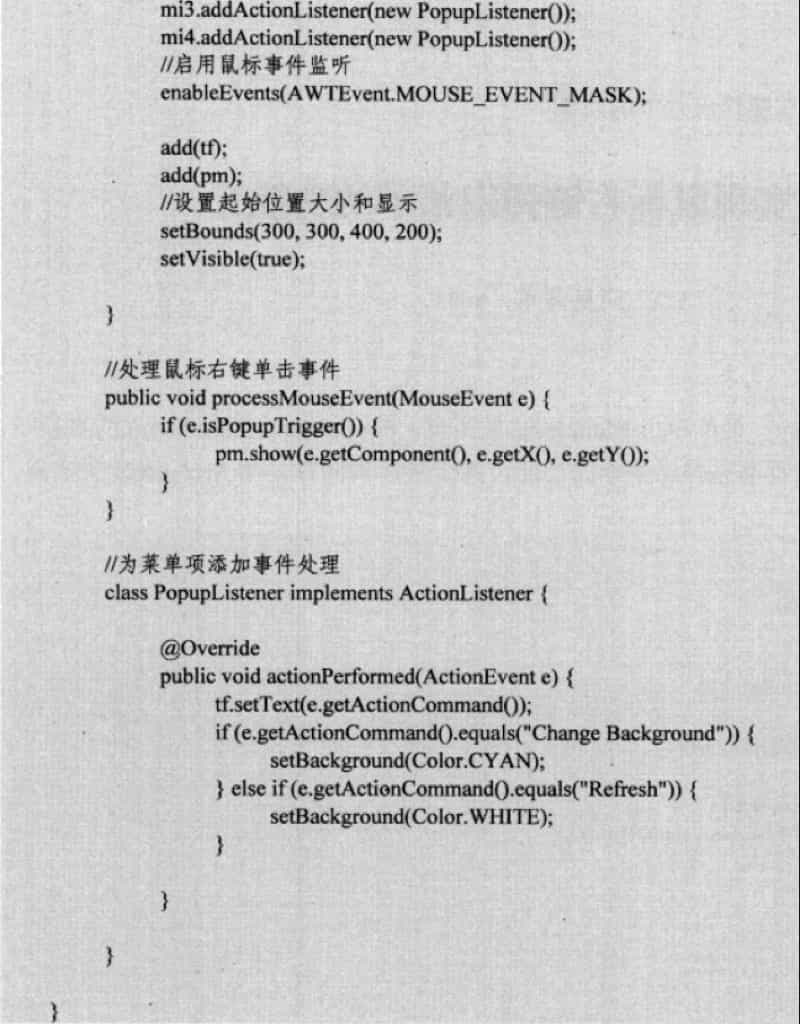 mi3.addActionListener(new PopupListener());
mi4.addActionListener(new PopupListener());
//启用鼠标事件监听
enableEvents(AWTEvent.MOUSE_EVENT_MASK);
add(tf);
add(pm);
//设置起始位置大小和显示
setBounds(300, 300, 400, 200);
setVisible(true);
}
//处理鼠标右键单击事件
public void processMouseEvent(MouseEvent e) {
if (e.isPopupTrigger()) {
pm.show(e.getComponent(), e.getX(), e.getY());
}
}
//为菜单项添加事件处理
class PopupListener implements ActionListener {
@Override
public void actionPerformed(ActionEvent e) {
tf.setText(e.getActionCommand());
if (e.getActionCommand().equals("Change Background")) {
setBackground(Color.CYAN);
} else if (e.getActionCommand().equals("Refresh")) {
setBackground(Color.WHITE);
}
}
}
}